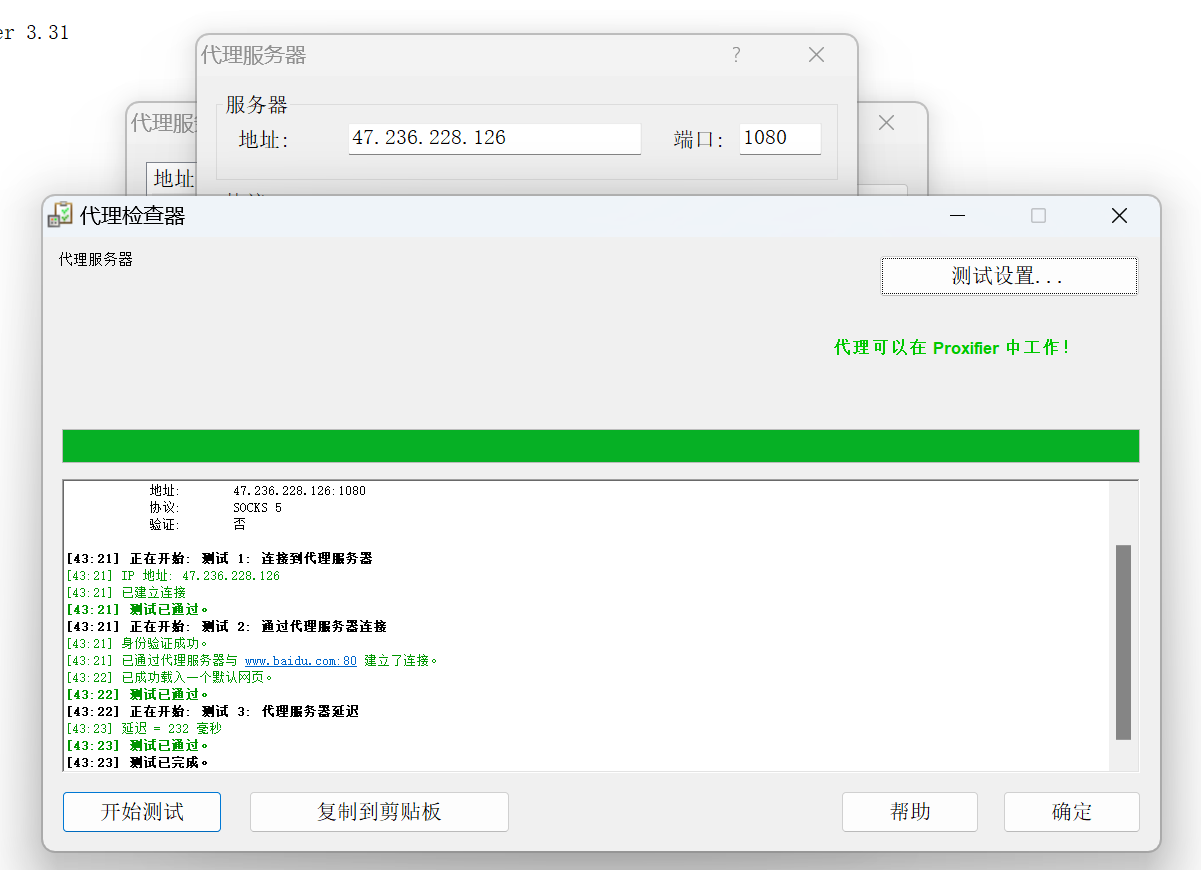 er 3.31
代理服务器
?
服务器
地址:
47.236.228.126
端口:
1080
代理服
地址
代理检查器
代理服务器
测试设置...
代理可以在 Proxifier 中工作!
地址: 47.236.228.126:1080
协议: SOCKS 5
验证: 否
[43:21] 正在开始: 测试 1: 连接到代理服务器
[43:21] IP 地址: 47.236.228.126
[43:21] 已建立连接
[43:21] 测试已通过。
[43:21] 正在开始: 测试 2: 通过代理服务器连接
[43:21] 身份验证成功。
[43:21] 已通过代理服务器与 www.baidu.com:80 建立了连接。
[43:22] 已成功载入一个默认网页。
[43:22] 测试已通过。
[43:22] 正在开始: 测试 3: 代理服务器延迟
[43:23] 延迟 = 232 毫秒
[43:23] 测试已通过。
[43:23] 测试已完成。
开始测试
复制到剪贴板
帮助
确定